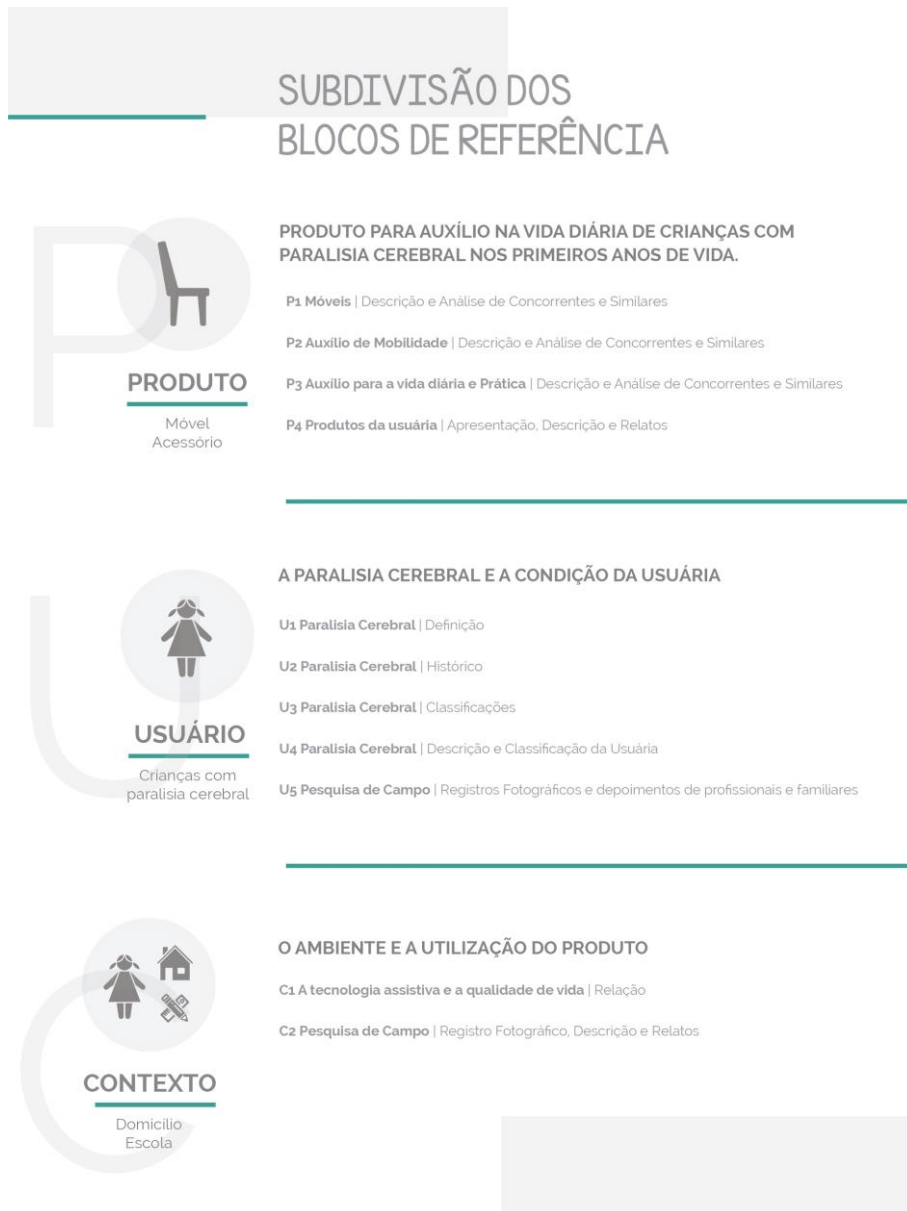 SUBDIVISÃO DOS
BLOCOS DE REFERÊNCIA
P
PRODUTO
Móvel
Acessório
PRODUTO PARA AUXÍLIO NA VIDA DIÁRIA DE CRIANÇAS COM
PARALISIA CEREBRAL NOS PRIMEIROS ANOS DE VIDA.
P1 Móveis | Descrição e Análise de Concorrentes e Similares
P2 Auxílio de Mobilidade | Descrição e Análise de Concorrentes e Similares
P3 Auxílio para a vida diária e Prática | Descrição e Análise de Concorrentes e Similares
P4 Produtos da usuária | Apresentação, Descrição e Relatos
U
USUÁRIO
Crianças com
paralisia cerebral
A PARALISIA CEREBRAL E A CONDIÇÃO DA USUÁRIA
U1 Paralisia Cerebral | Definição
U2 Paralisia Cerebral | Histórico
U3 Paralisia Cerebral | Classificações
U4 Paralisia Cerebral | Descrição e Classificação da Usuária
U5 Pesquisa de Campo | Registros Fotográficos e depoimentos de profissionais e familiares
C
CONTEXTO
Domicílio
Escola
O AMBIENTE E A UTILIZAÇÃO DO PRODUTO
C1 A tecnologia assistiva e a qualidade de vida | Relação
C2 Pesquisa de Campo | Registro Fotográfico, Descrição e Relatos